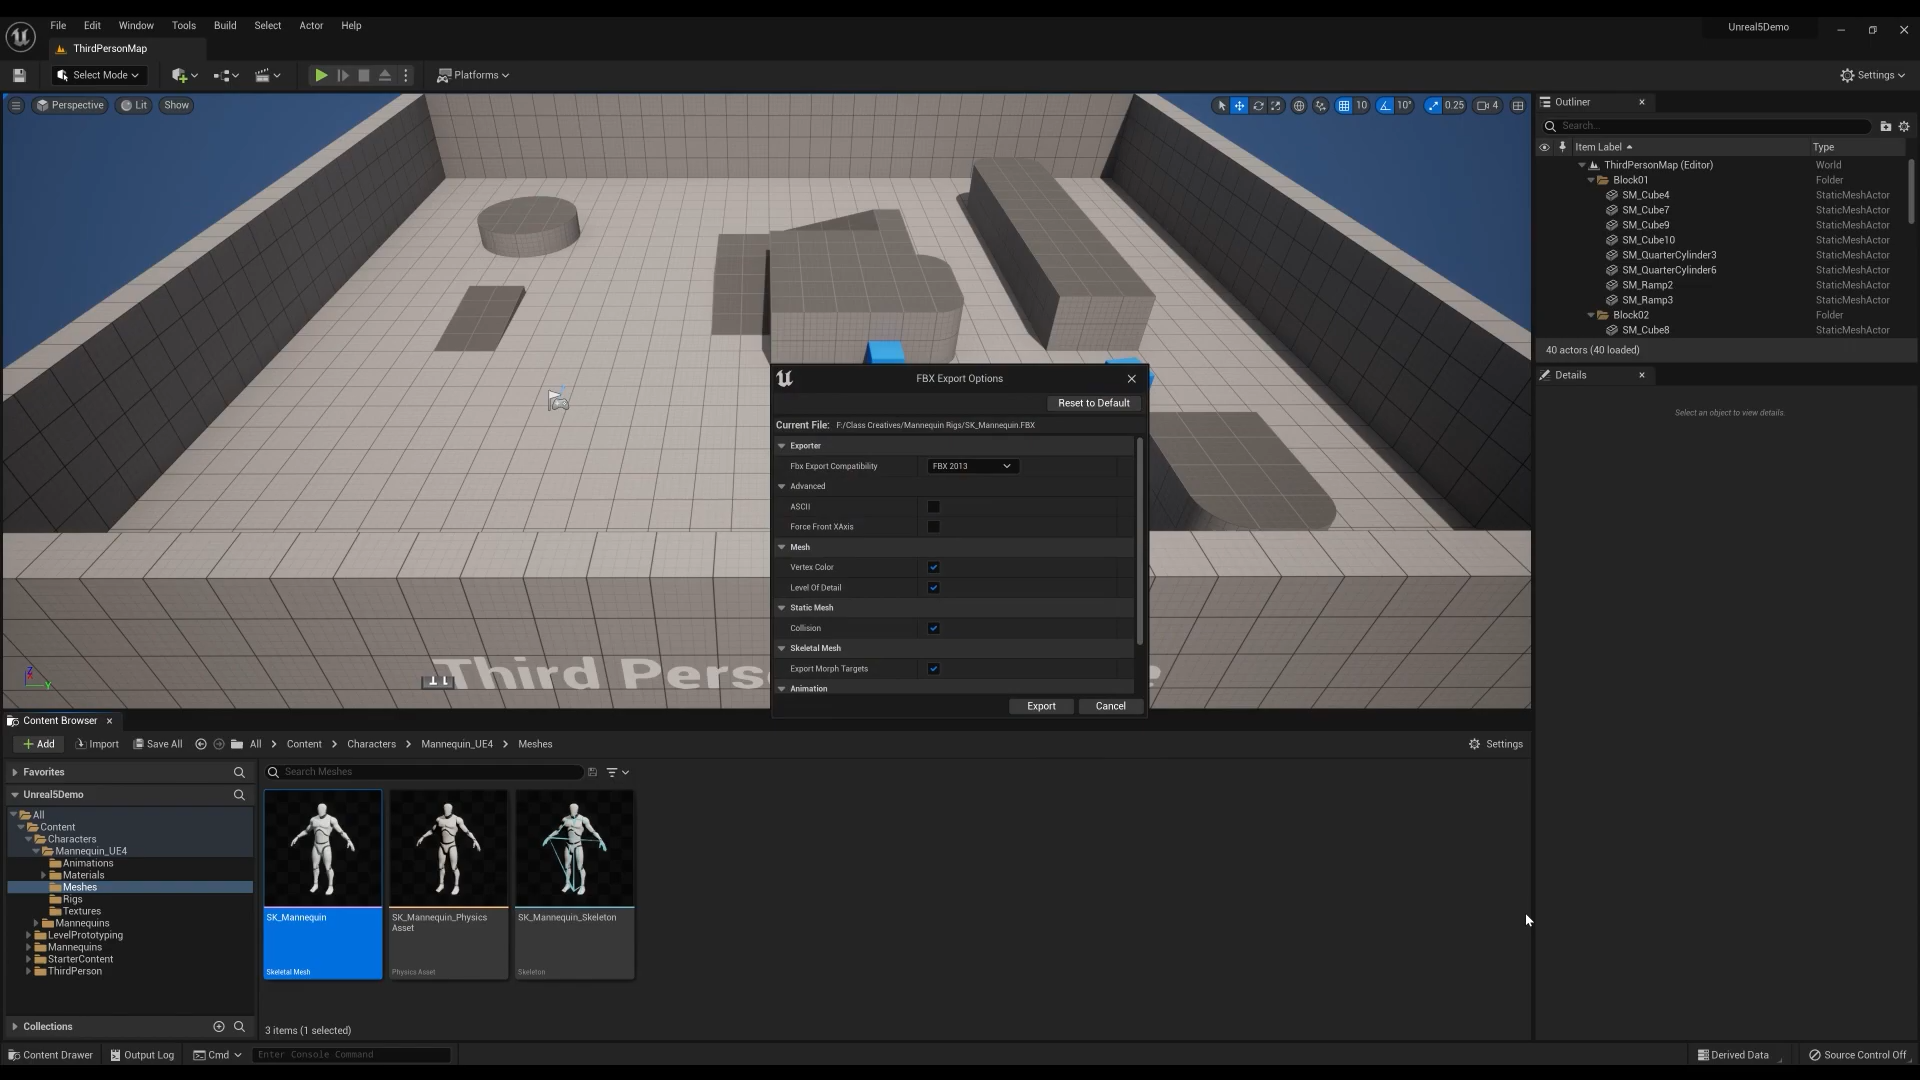 File Edit Window Tools Build Select Actor Help
Unreal5Demo
ThirdPersonMap
Select Mode
Platforms
Settings
Perspective Lit Show
10 10° 0.25 4
Outliner
Search...
Item Label Type
ThirdPersonMap (Editor) World
Block01 Folder
SM_Cube4 StaticMeshActor
SM_Cube7 StaticMeshActor
SM_Cube9 StaticMeshActor
SM_Cube10 StaticMeshActor
SM_QuarterCylinder3 StaticMeshActor
SM_QuarterCylinder6 StaticMeshActor
SM_Ramp2 StaticMeshActor
SM_Ramp3 StaticMeshActor
Block02 Folder
SM_Cube8 StaticMeshActor
40 actors (40 loaded)
Details
Select an object to view details.
FBX Export Options
Reset to Default
Current File: F:/Class Creatives/Mannequin Rigs/SK_Mannequin.FBX
Exporter
Fbx Export Compatibility FBX 2013
Advanced
ASCII
Force Front XAxis
Mesh
Vertex Color
Level Of Detail
Static Mesh
Collision
Skeletal Mesh
Export Morph Targets
Animation
Export Cancel
Third Pers
Z
Y
Content Browser
Add Import Save All All Content Characters Mannequin_UE4 Meshes
Settings
Favorites
Unreal5Demo
All
Content
Characters
Mannequin_UE4
Animations
Materials
Meshes
Rigs
Textures
Mannequins
LevelPrototyping
Mannequins
StarterContent
ThirdPerson
Collections
Search Meshes
SK_Mannequin
Skeletal Mesh
SK_Mannequin_Physics
Asset
Physics Asset
SK_Mannequin_Skeleton
Skeleton
3 items (1 selected)
Content Drawer Output Log Cmd Enter Console Command
Derived Data Source Control Off